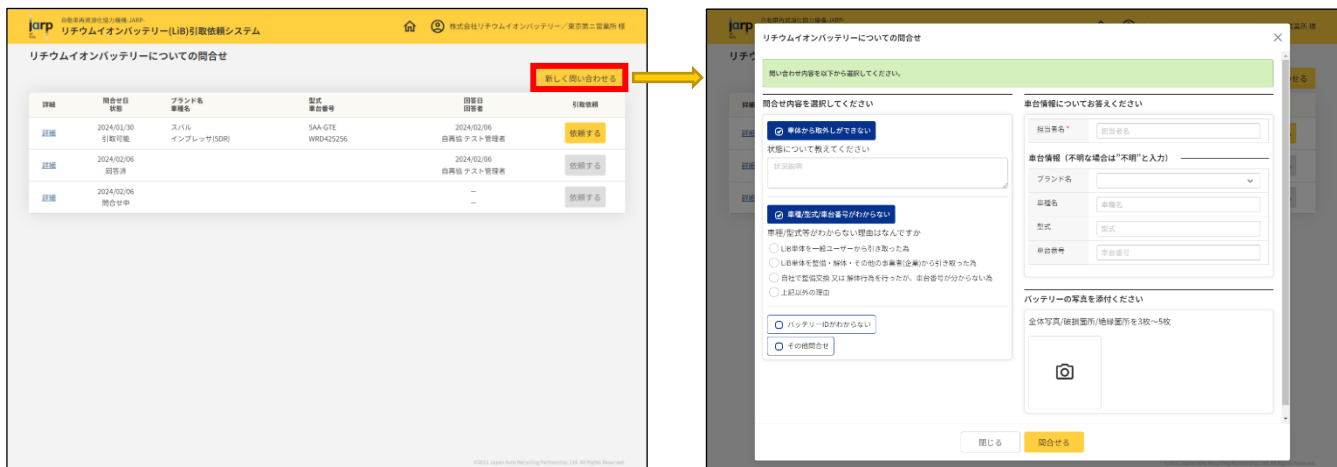 jarp
自動車再資源化協力機構-JARP-
リチウムイオンバッテリー(LiB)引取依頼システム
株式会社リチウムイオンバッテリー／東京第二営業所 様
リチウムイオンバッテリーについての問合せ
新しく問い合わせる
詳細 問合せ日 状態 ブランド名 車種名 型式 車台番号 回答日 回答者 引取依頼
詳細 2024/01/30 スバル 5AA-GTE 2024/02/06 依頼する
引取可能 インプレッサ(5DR) WRD425256 自再協 テスト管理者
詳細 2024/02/06 2024/02/06 依頼する
回答済 自再協 テスト管理者
詳細 2024/02/06 – 依頼する
問合せ中 –
©2021 Japan Auto Recycling Partnership, Ltd. All Rights Reserved.
jarp
リチウムイオンバッテリーについての問合せ
問い合わせ内容を以下から選択してください。
問合せ内容を選択してください
車体から取外しができない
状態について教えてください
状況説明
車種/型式/車台番号がわからない
車種/型式等がわからない理由はなんですか
LiB単体を一般ユーザーから引き取った為
LiB単体を整備・解体・その他の事業者(企業)から引き取った為
自社で整備交換 又は 解体行為を行ったが、車台番号が分からない為
上記以外の理由
バッテリーIDがわからない
その他問合せ
車台情報についてお答えください
担当者名* 担当者名
車台情報（不明な場合は"不明"と入力）
ブランド名
車種名 車種名
型式 型式
車台番号 車台番号
バッテリーの写真を添付ください
全体写真/破損箇所/絶縁箇所を3枚～5枚
閉じる 問合せる